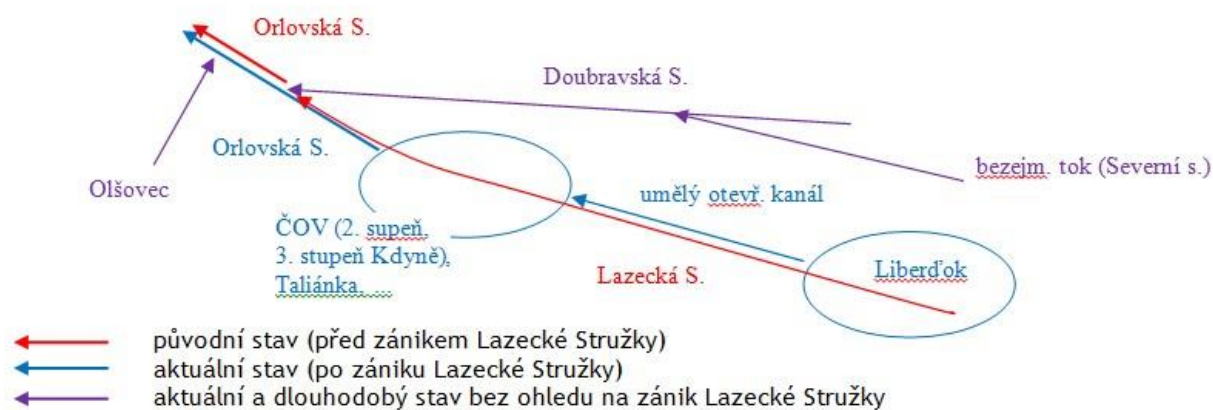 Orlovská S.
Doubravská S.
Orlovská S.
bezejm. tok (Severní s.)
Olšovec
umělý otevř. kanál
ČOV (2. supeň,
3. stupeň Kdyně),
Taliánka, ...
Liberďok
Lazecká S.
původní stav (před zánikem Lazecké Stružky)
aktuální stav (po zániku Lazecké Stružky)
aktuální a dlouhodobý stav bez ohledu na zánik Lazecké Stružky